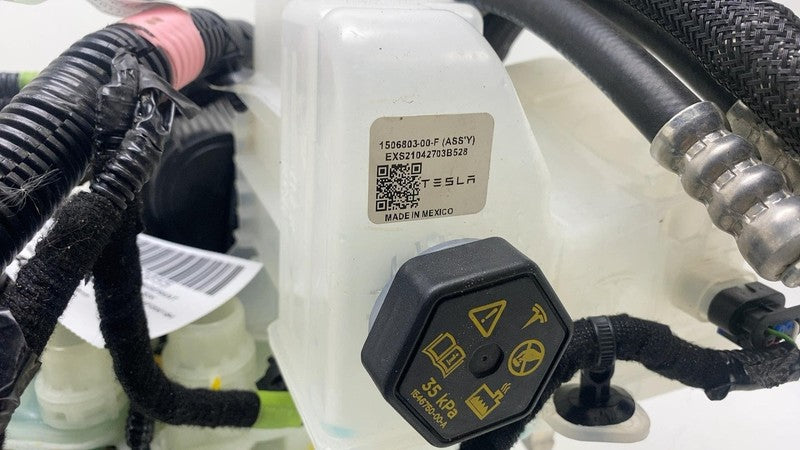 1506803-00-F (ASS'Y)
EXS21042703B528
TESLA
MADE IN MEXICO
35 kPa
1546750-00-A